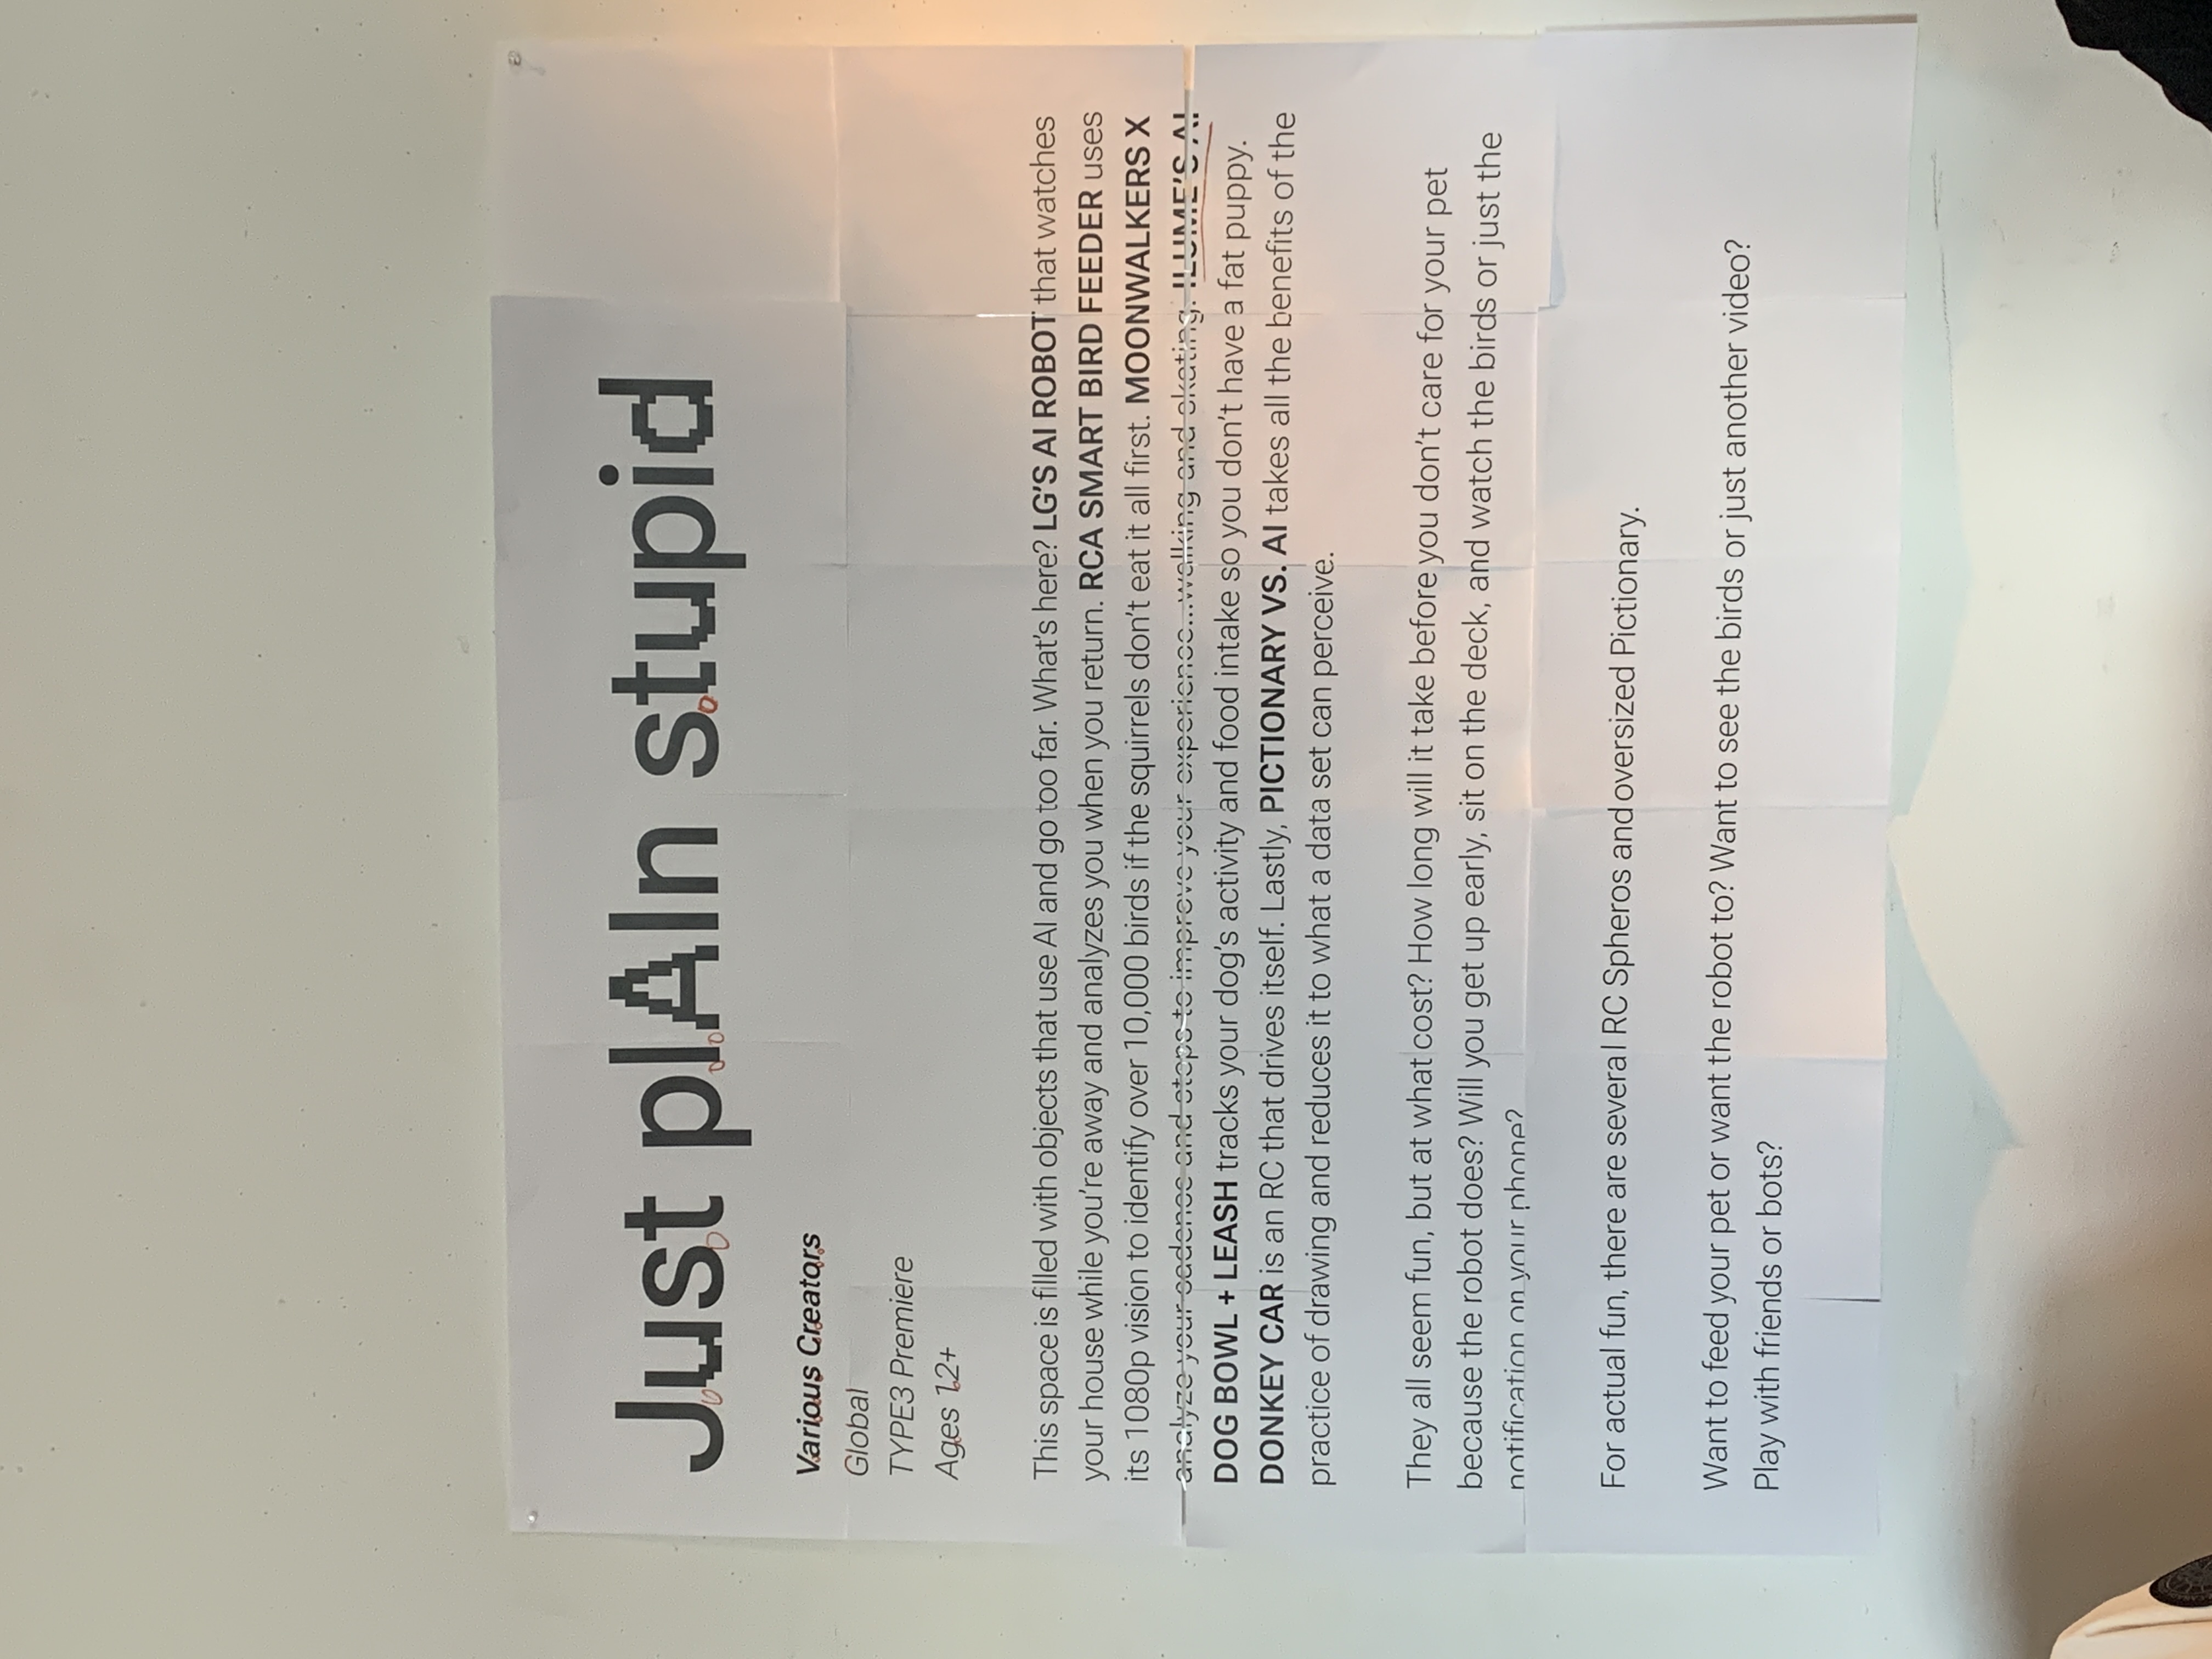 Just plAIn stupid
Various Creators
Global
TYPE3 Premiere
Ages 12+
This space is filled with objects that use AI and go too far. What's here? LG'S AI ROBOT that watches
your house while you're away and analyzes you when you return. RCA SMART BIRD FEEDER uses
its 1080p vision to identify over 10,000 birds if the squirrels don't eat it all first. MOONWALKERS X
analyze your cadence and steps to improve your experience...walking and skating. ILUME'S AI
DOG BOWL + LEASH tracks your dog's activity and food intake so you don't have a fat puppy.
DONKEY CAR is an RC that drives itself. Lastly, PICTIONARY VS. AI takes all the benefits of the
practice of drawing and reduces it to what a data set can perceive.
They all seem fun, but at what cost? How long will it take before you don't care for your pet
because the robot does? Will you get up early, sit on the deck, and watch the birds or just the
notification on your phone?
For actual fun, there are several RC Spheros and oversized Pictionary.
Want to feed your pet or want the robot to? Want to see the birds or just another video?
Play with friends or bots?